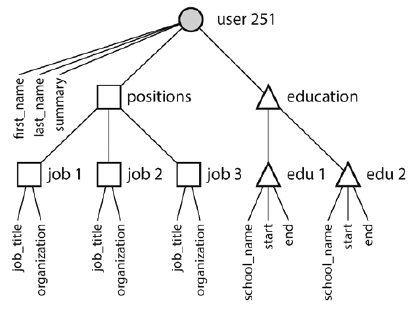 user 251
first_name
last_name
summary
positions
education
job 1
job 2
job 3
edu 1
edu 2
job_title
organization
job_title
organization
job_title
organization
school_name
start
end
school_name
start
end